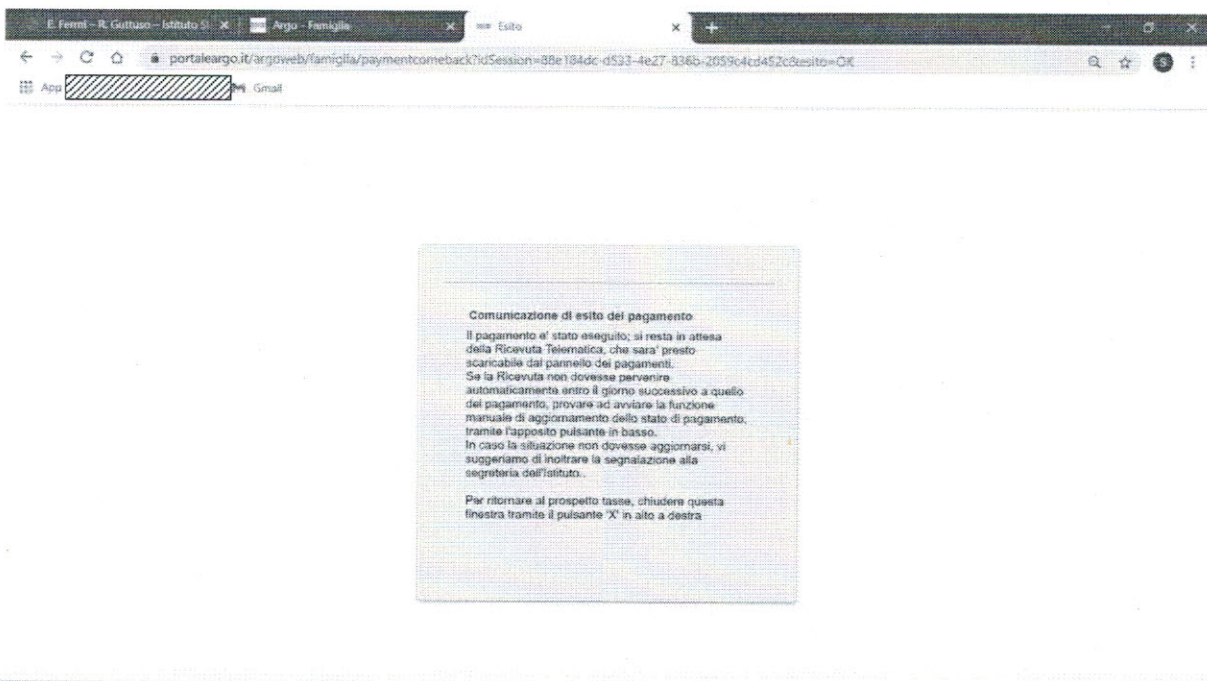 E. Fermi – R. Guttuso – Istituto St
Argo - Famiglia
Esito
portaleargo.it/argoweb/famiglia/paymentcomeback?idSession=88e184dc-d533-4e27-836b-2059c4cd452c&esito=OK
S
App
Gmail
Comunicazione di esito del pagamento
Il pagamento e' stato eseguito; si resta in attesa
della Ricevuta Telematica, che sara' presto
scaricabile dal pannello dei pagamenti.
Se la Ricevuta non dovesse pervenire
automaticamente entro il giorno successivo a quello
del pagamento, provare ad avviare la funzione
manuale di aggiornamento dello stato di pagamento,
tramite l'apposito pulsante in basso.
In caso la situazione non dovesse aggiornarsi, vi
suggeriamo di inoltrare la segnalazione alla
segreteria dell'Istituto..
Per ritornare al prospetto tasse, chiudere questa
finestra tramite il pulsante 'X' in alto a destra